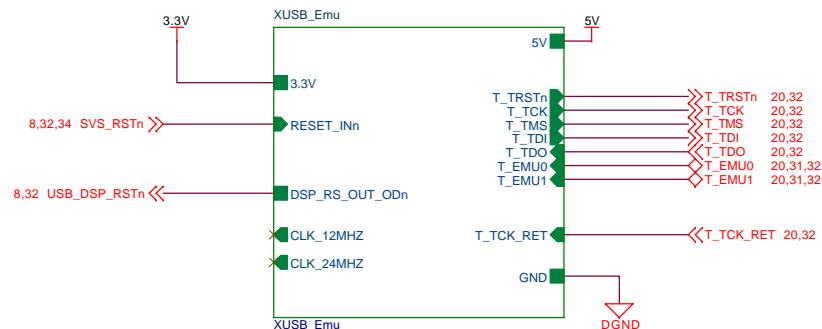 XUSB_Emu
3.3V
5V
5V
3.3V
T_TRSTn T_TRSTn 20,32
T_TCK T_TCK 20,32
8,32,34 SVS_RSTn RESET_INn T_TMS T_TMS 20,32
T_TDI T_TDI 20,32
T_TDO T_TDO 20,32
T_EMU0 T_EMU0 20,31,32
T_EMU1 T_EMU1 20,31,32
8,32 USB_DSP_RSTn DSP_RS_OUT_ODn
CLK_12MHZ T_TCK_RET T_TCK_RET 20,32
CLK_24MHZ
GND
DGND
XUSB_Emu